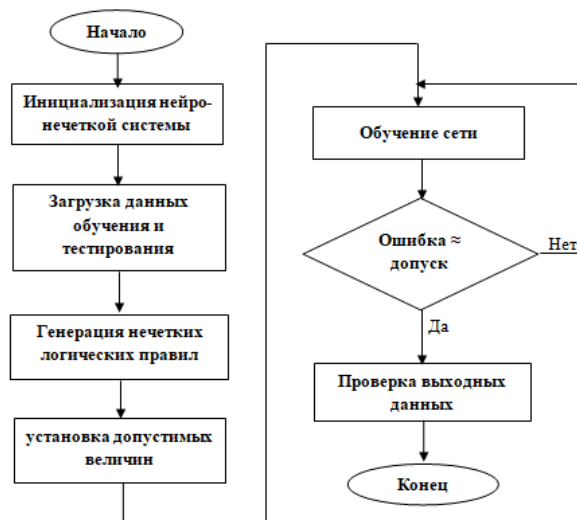 Начало
Инициализация нейро-
нечеткой системы
Загрузка данных
обучения и
тестирования
Генерация нечетких
логических правил
установка допустимых
величин
Обучение сети
Ошибка ≈
допуск
Нет
Да
Проверка выходных
данных
Конец